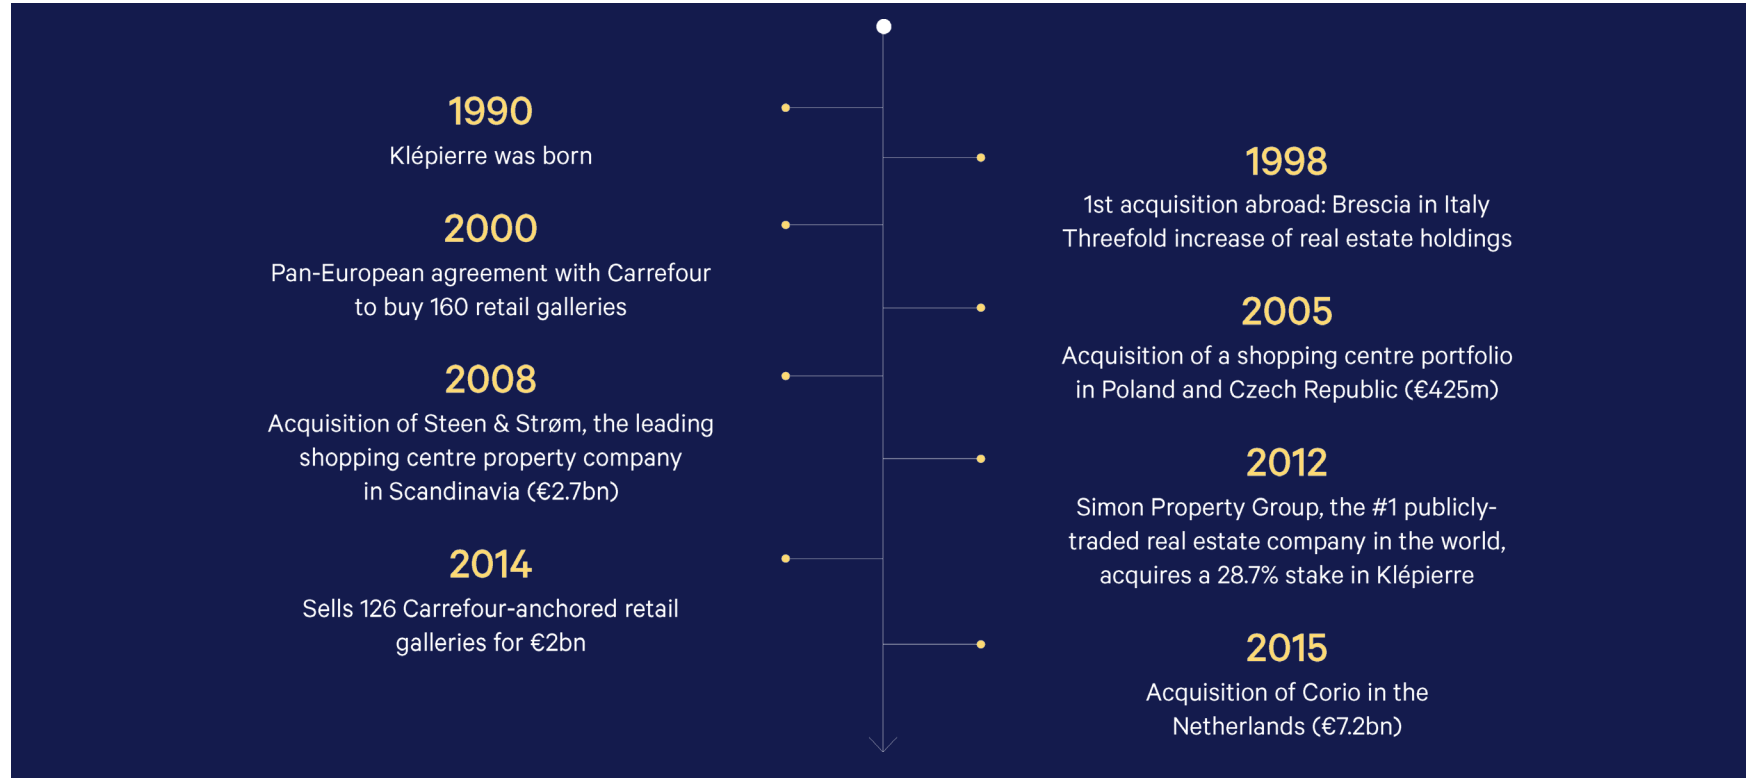 1990
Klépierre was born
1998
1st acquisition abroad: Brescia in Italy
Threefold increase of real estate holdings
2000
Pan-European agreement with Carrefour
to buy 160 retail galleries
2005
Acquisition of a shopping centre portfolio
in Poland and Czech Republic (€425m)
2008
Acquisition of Steen & Strøm, the leading
shopping centre property company
in Scandinavia (€2.7bn)
2012
Simon Property Group, the #1 publicly-
traded real estate company in the world,
acquires a 28.7% stake in Klépierre
2014
Sells 126 Carrefour-anchored retail
galleries for €2bn
2015
Acquisition of Corio in the
Netherlands (€7.2bn)